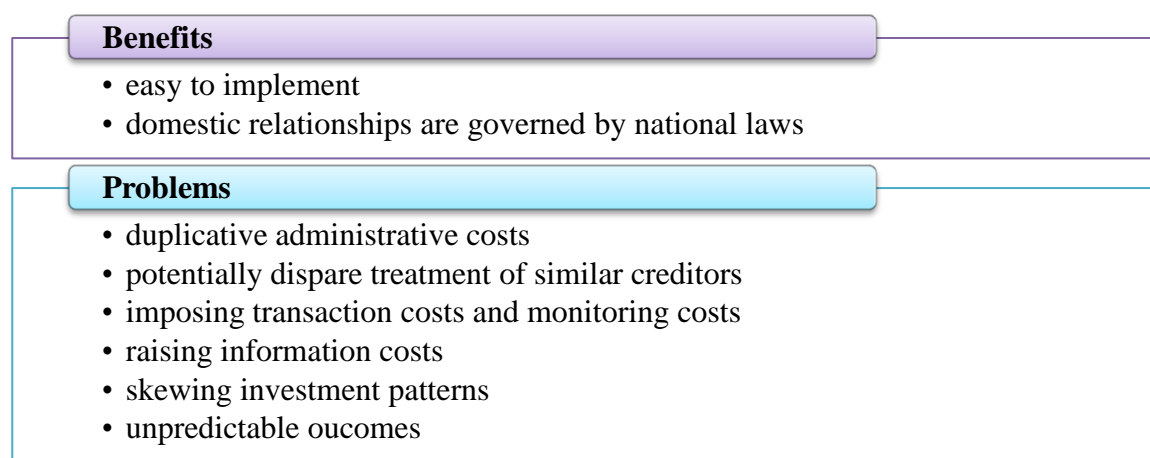 Benefits
• easy to implement
• domestic relationships are governed by national laws
Problems
• duplicative administrative costs
• potentially dispare treatment of similar creditors
• imposing transaction costs and monitoring costs
• raising information costs
• skewing investment patterns
• unpredictable oucomes